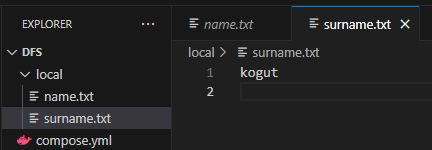 EXPLORER ...
name.txt
surname.txt
DFS
local
name.txt
surname.txt
compose.yml
local > surname.txt
1 kogut
2